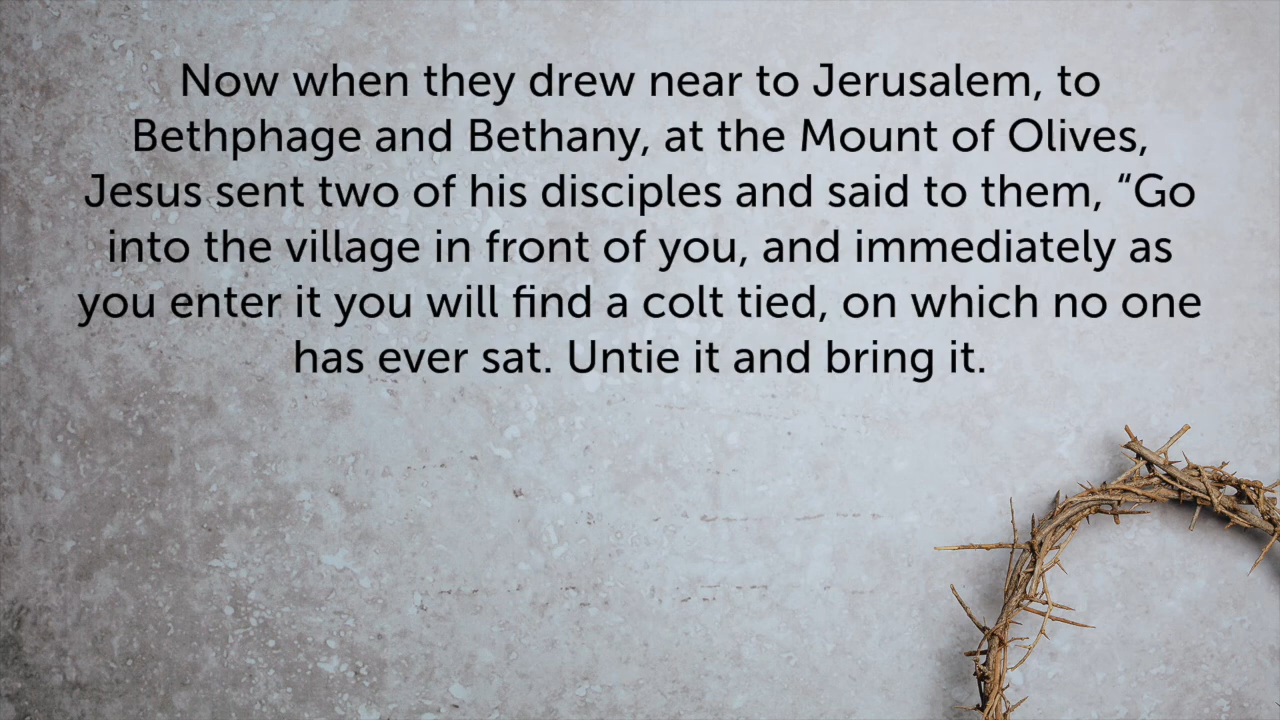 Now when they drew near to Jerusalem, to
Bethphage and Bethany, at the Mount of Olives,
Jesus sent two of his disciples and said to them, “Go
into the village in front of you, and immediately as
you enter it you will find a colt tied, on which no one
has ever sat. Untie it and bring it.